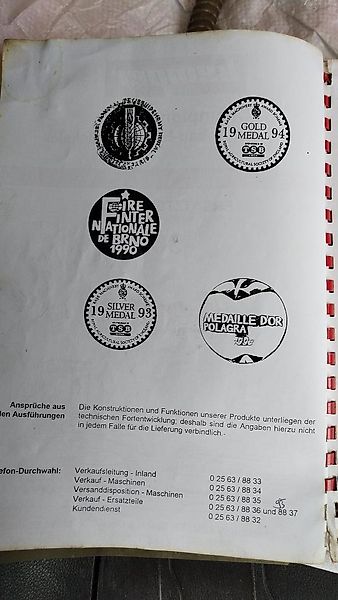 19 GOLD MEDAL 94
TSB
FOIRE
INTER
NATIONALE
DE BRNO
1990
19 SILVER MEDAL 93
TSB
MEDAILLE D'OR
POLAGRA
Ansprüche aus
den Ausführungen
Die Konstruktionen und Funktionen unserer Produkte unterliegen der
technischen Fortentwicklung; deshalb sind die Angaben hierzu nicht
in jedem Falle für die Lieferung verbindlich .
efon-Durchwahl:
Verkaufsleitung - Inland 0 25 63 / 88 33
Verkauf - Maschinen 0 25 63 / 88 34
Versanddisposition - Maschinen 0 25 63 / 88 35
Verkauf - Ersatzteile 0 25 63 / 88 36 und 88 37
Kundendienst 0 25 63 / 88 32